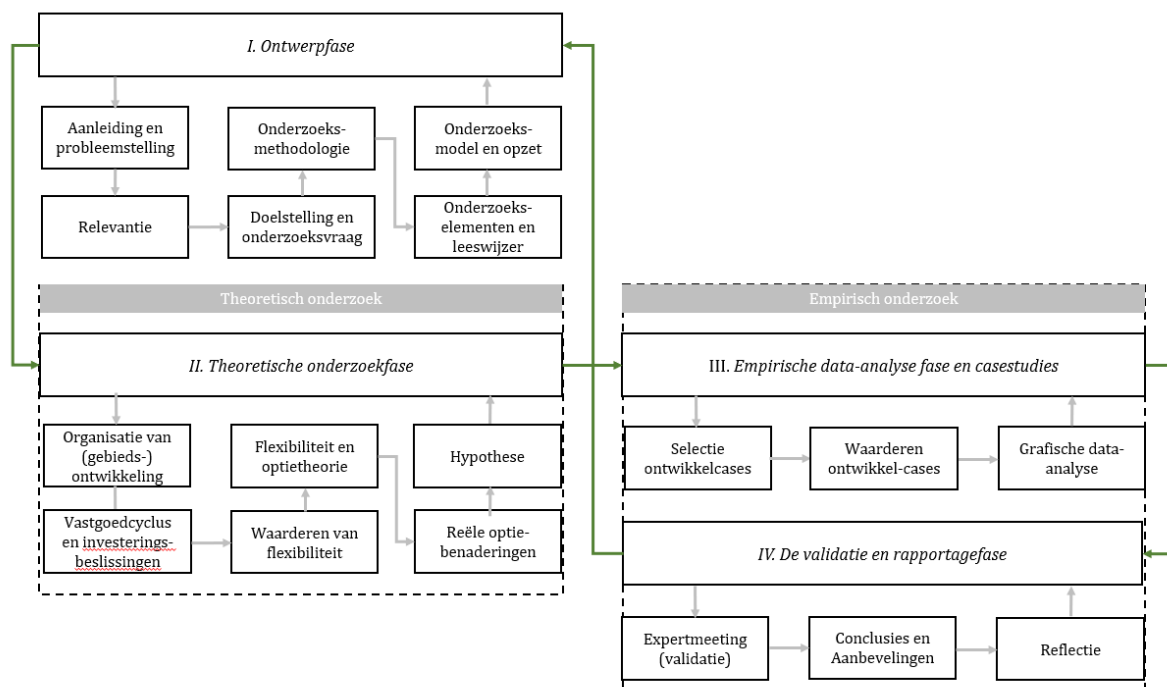 I. Ontwerpfase
Aanleiding en
probleemstelling
Relevantie
Doelstelling en
onderzoeksvraag
Onderzoeks-
methodologie
Onderzoeks-
elementen en
leeswijzer
Onderzoeks-
model en opzet
Theoretisch onderzoek
II. Theoretische onderzoekfase
Organisatie van
(gebieds-)
ontwikkeling
Vastgoedcyclus
en investerings-
beslissingen
Waarderen van
flexibiliteit
Flexibiliteit en
optietheorie
Reële optie-
benaderingen
Hypothese
Empirisch onderzoek
III. Empirische data-analyse fase en casestudies
Selectie
ontwikkelcases
Waarderen
ontwikkel-cases
Grafische data-
analyse
IV. De validatie en rapportagefase
Expertmeeting
(validatie)
Conclusies en
Aanbevelingen
Reflectie